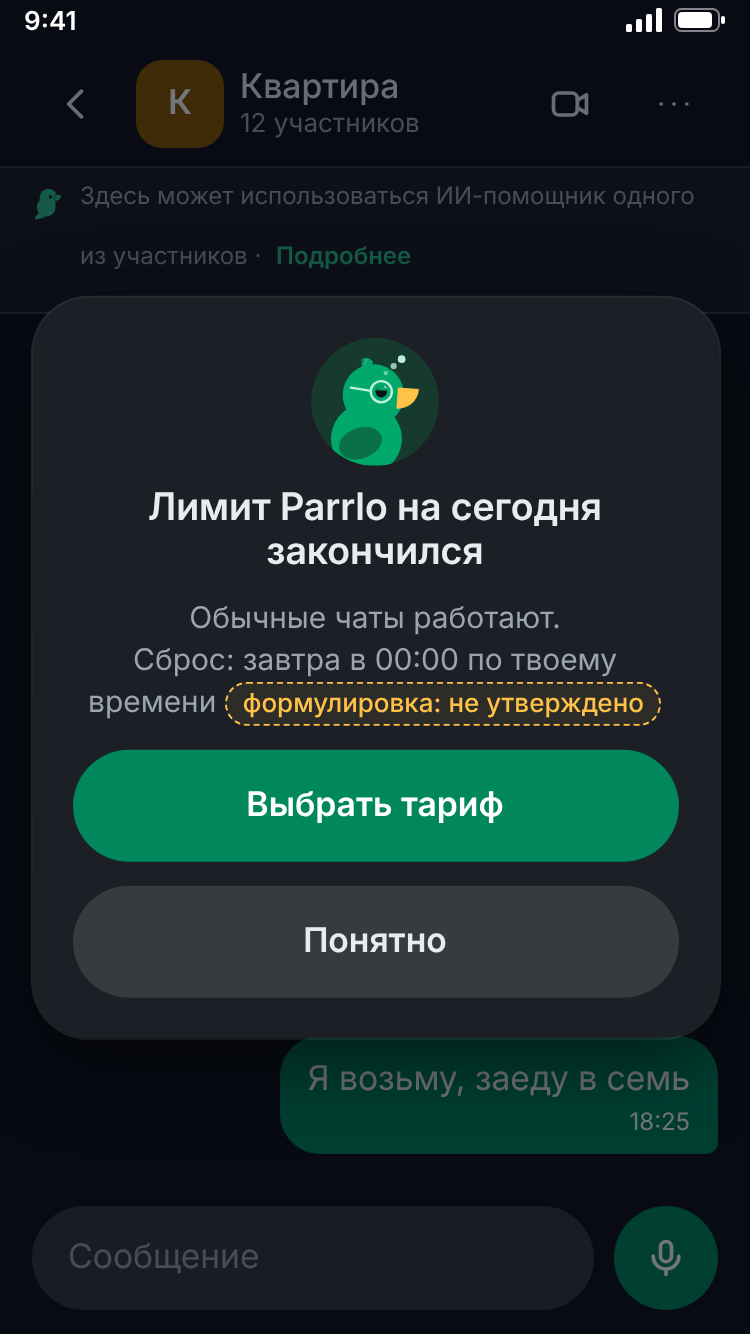 9:41
К
Квартира
12 участников
Здесь может использоваться ИИ-помощник одного
из участников · Подробнее
Лимит Parrlo на сегодня
закончился
Обычные чаты работают.
Сброс: завтра в 00:00 по твоему
времени формулировка: не утверждено
Выбрать тариф
Понятно
Я возьму, заеду в семь
18:25
Сообщение